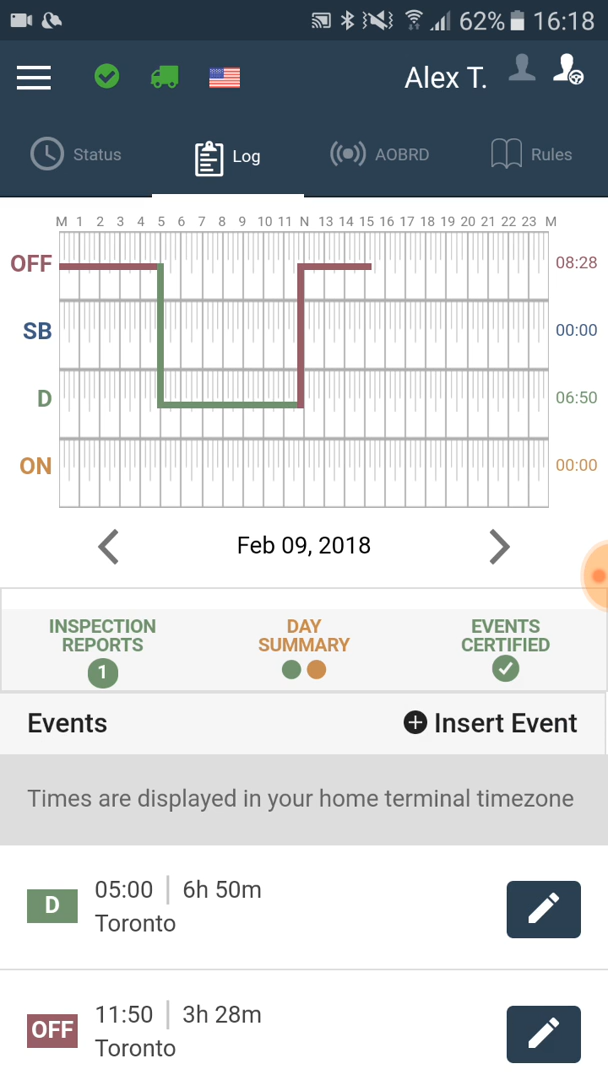 62% 16:18
Alex T.
Status Log AOBRD Rules
M 1 2 3 4 5 6 7 8 9 10 11 N 13 14 15 16 17 18 19 20 21 22 23 M
OFF 08:28
SB 00:00
D 06:50
ON 00:00
Feb 09, 2018
INSPECTION REPORTS
1
DAY SUMMARY
EVENTS CERTIFIED
Events Insert Event
Times are displayed in your home terminal timezone
D 05:00 | 6h 50m
Toronto
OFF 11:50 | 3h 28m
Toronto